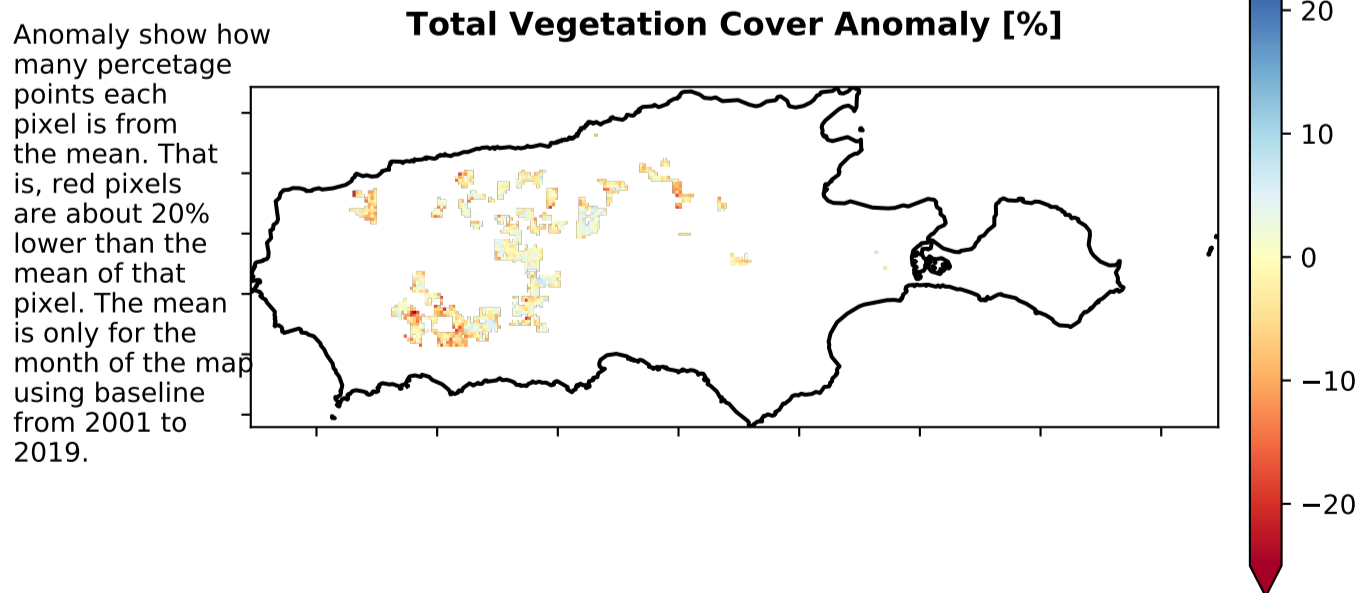 Total Vegetation Cover Anomaly [%]
Anomaly show how
many percetage
points each
pixel is from
the mean. That
is, red pixels
are about 20%
lower than the
mean of that
pixel. The mean
is only for the
month of the map
using baseline
from 2001 to
2019.
20
10
0
−10
−20